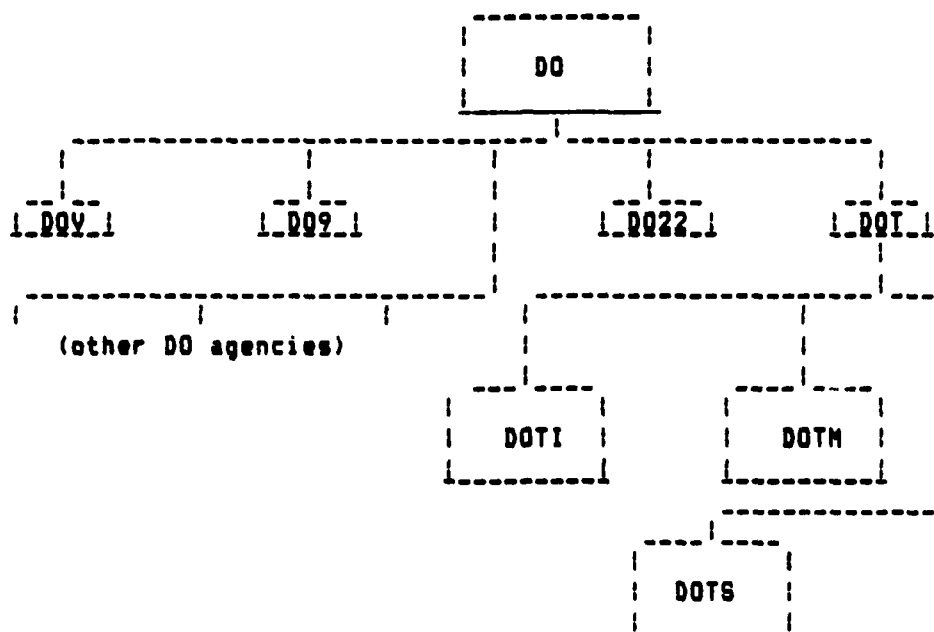 DO
DOV DO9 DO22 DOT
(other DO agencies)
DOTI DOTM
DOTS